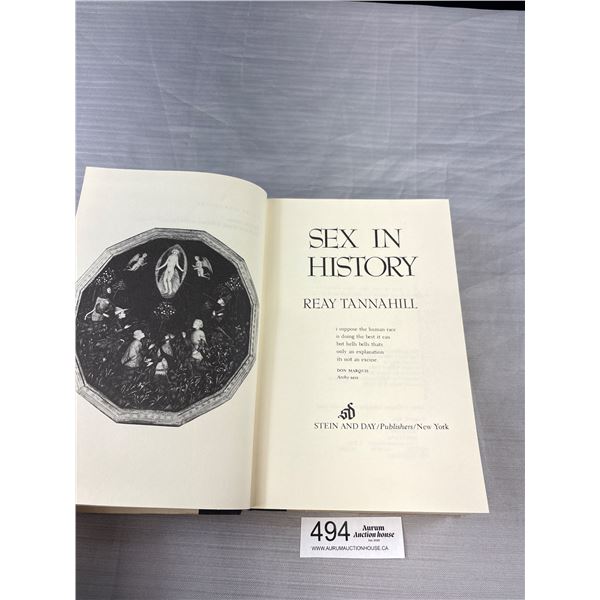 SEX IN
HISTORY
REAY TANNAHILL
i suppose the human race
is doing the best it can
but hells bells thats
only an explanation
its not an excuse
DON MARQUIS
Archy says
sd
STEIN AND DAY/Publishers/New York
494
Aurum
Auction house
WWW.AURUMAUCTIONHOUSE.CA